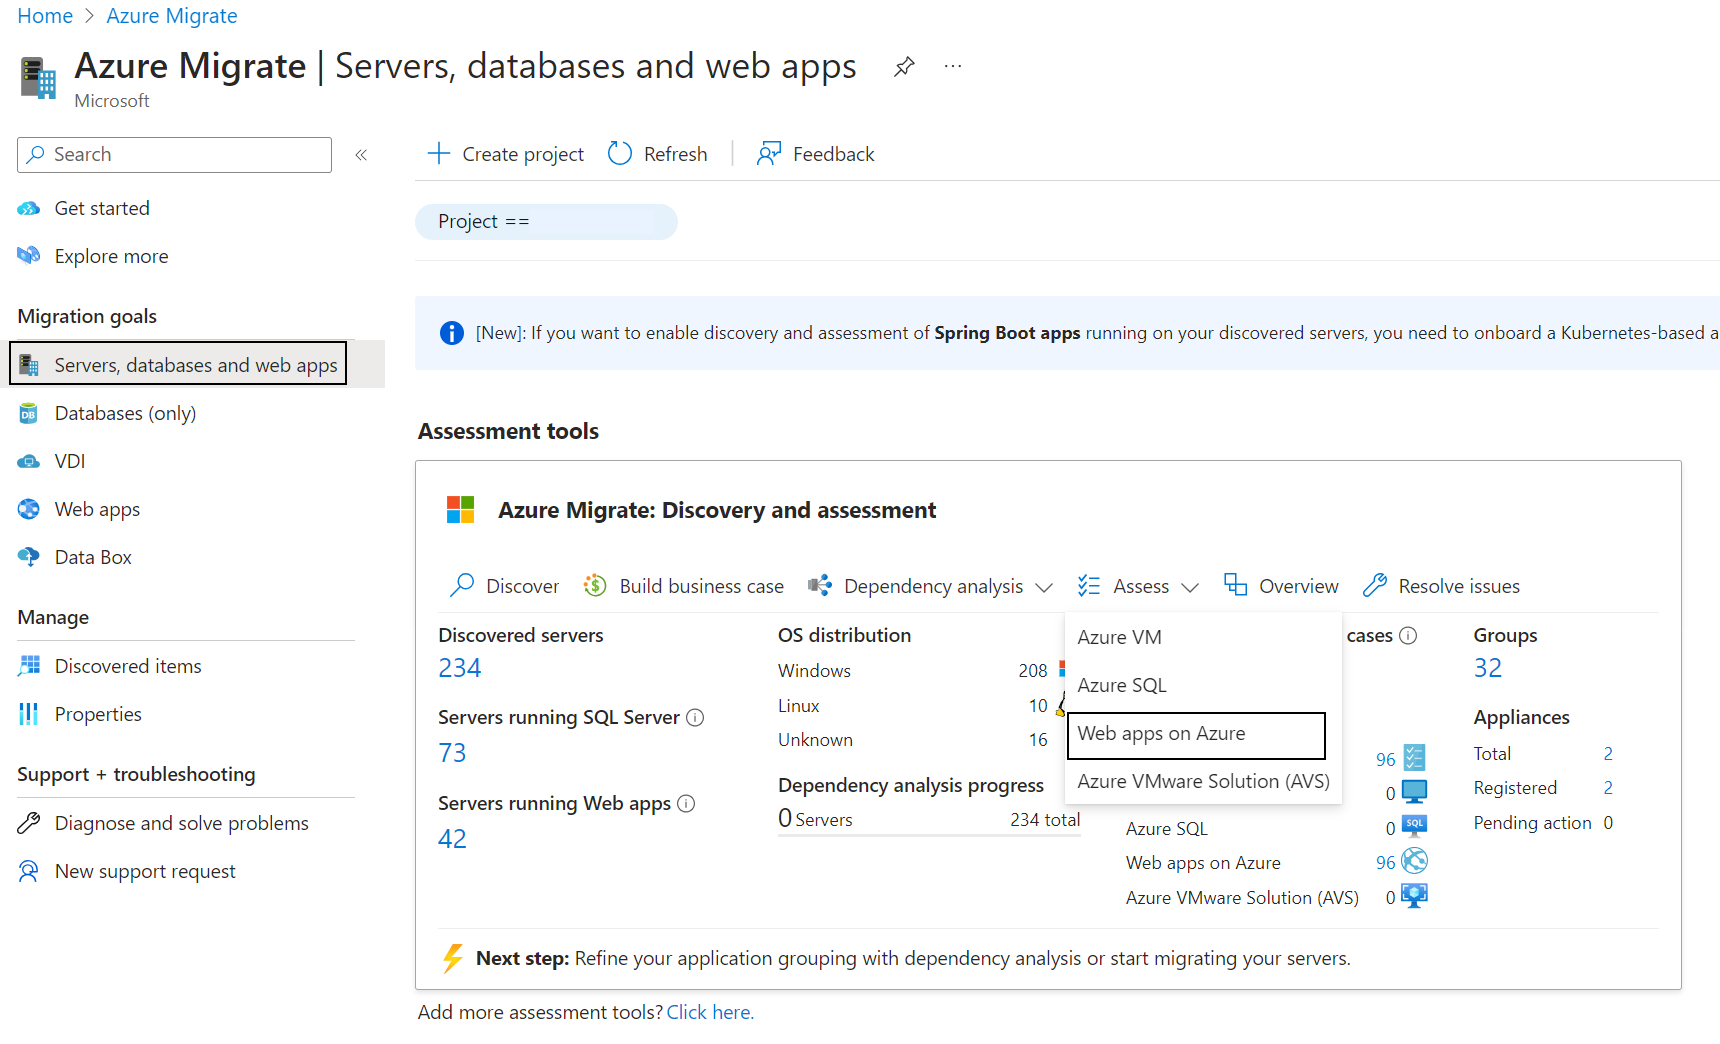 Home > Azure Migrate
Azure Migrate | Servers, databases and web apps ...
Microsoft
Search
«
Get started
Explore more
Migration goals
Servers, databases and web apps
Databases (only)
VDI
Web apps
Data Box
Manage
Discovered items
Properties
Support + troubleshooting
Diagnose and solve problems
New support request
Create project
Refresh
Feedback
Project ==
[New]: If you want to enable discovery and assessment of Spring Boot apps running on your discovered servers, you need to onboard a Kubernetes-based a
Assessment tools
Azure Migrate: Discovery and assessment
Discover
Build business case
Dependency analysis
Assess
Overview
Resolve issues
Discovered servers
234
Servers running SQL Server
73
Servers running Web apps
42
OS distribution
Windows 208
Linux 10
Unknown 16
Dependency analysis progress
0 Servers 234 total
Azure VM
Azure SQL
Web apps on Azure
Azure VMware Solution (AVS)
cases
96
0
Azure SQL 0 SQL
Web apps on Azure 96
Azure VMware Solution (AVS) 0
Groups
32
Appliances
Total 2
Registered 2
Pending action 0
Next step: Refine your application grouping with dependency analysis or start migrating your servers.
Add more assessment tools? Click here.